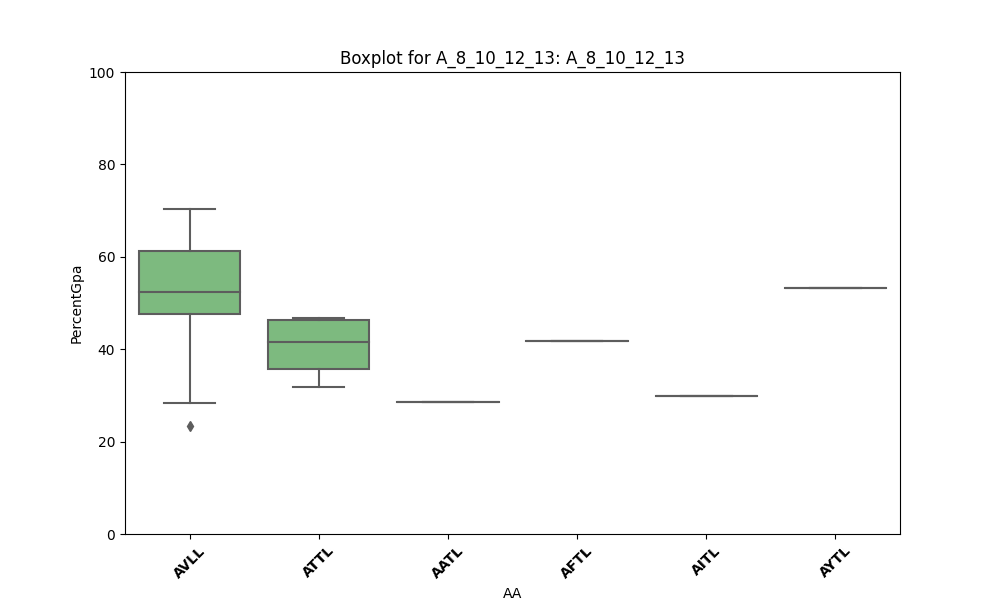 Boxplot for A_8_10_12_13: A_8_10_12_13
100
80
60
40
20
0
PercentGpa
AVLL
ATTL
AATL
AFTL
AITL
AYTL
AA